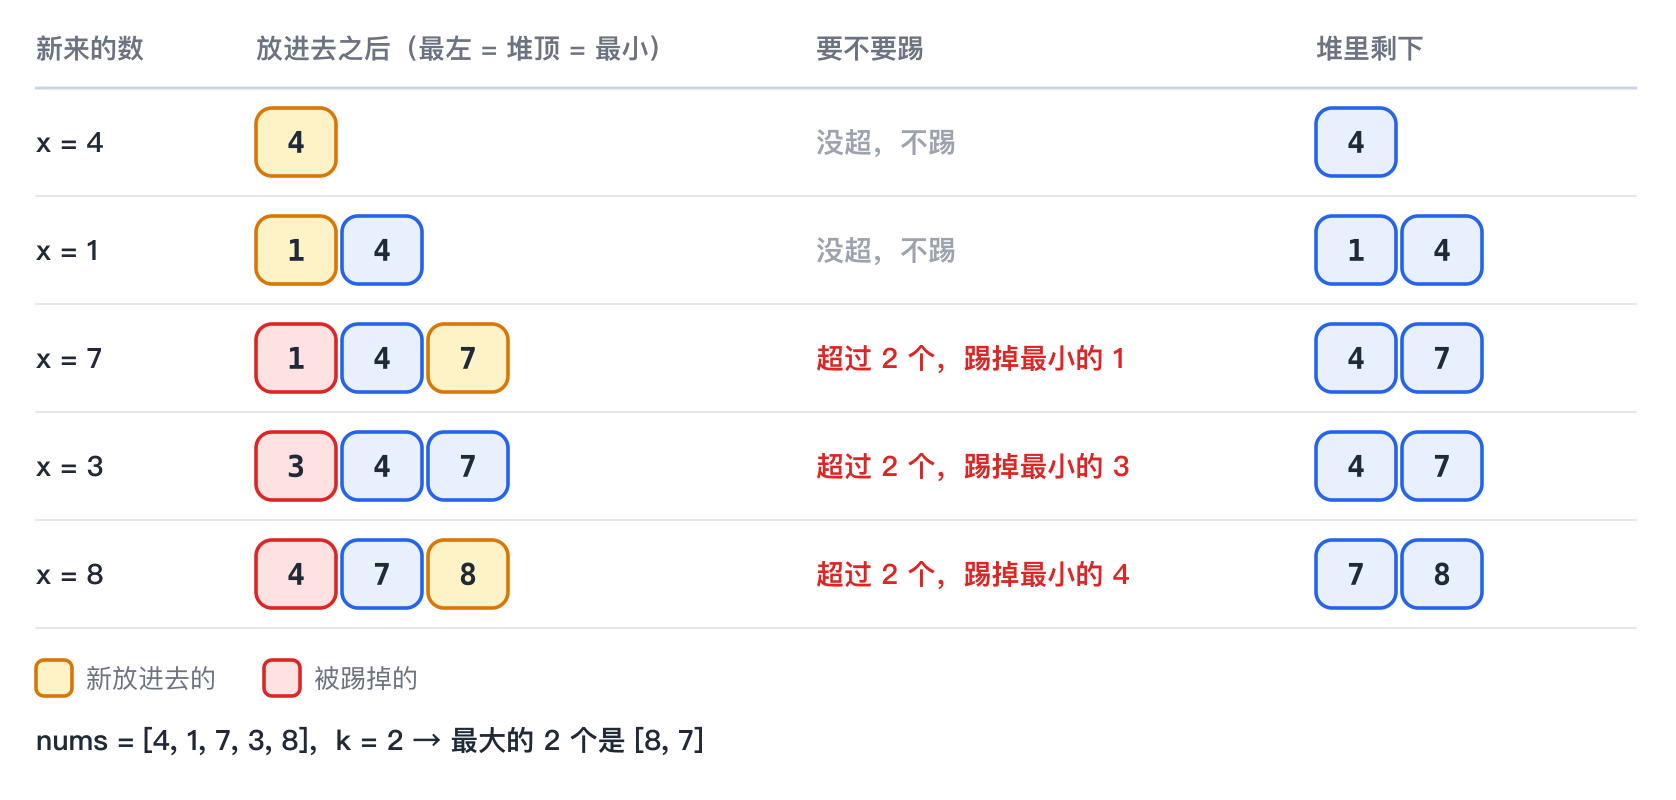 新来的数 放进去之后（最左 = 堆顶 = 最小） 要不要踢 堆里剩下
x = 4 4 没超，不踢 4
x = 1 1 4 没超，不踢 1 4
x = 7 1 4 7 超过 2 个，踢掉最小的 1 4 7
x = 3 3 4 7 超过 2 个，踢掉最小的 3 4 7
x = 8 4 7 8 超过 2 个，踢掉最小的 4 7 8
新放进去的 被踢掉的
nums = [4, 1, 7, 3, 8]，k = 2 → 最大的 2 个是 [8, 7]